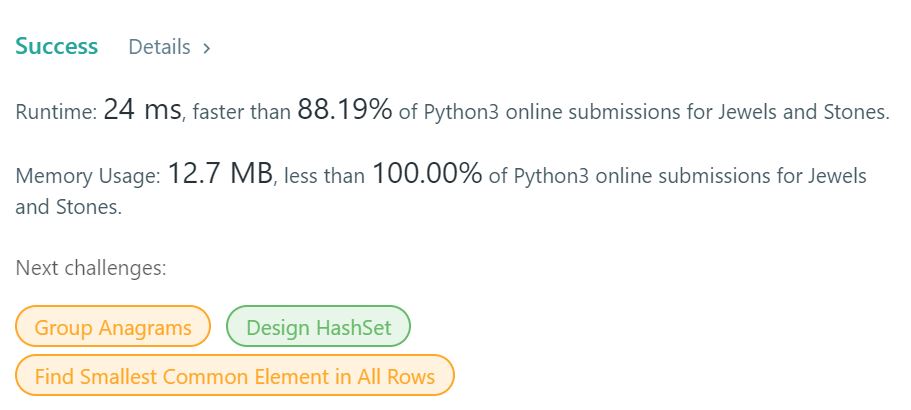 Success Details >
Runtime: 24 ms, faster than 88.19% of Python3 online submissions for Jewels and Stones.
Memory Usage: 12.7 MB, less than 100.00% of Python3 online submissions for Jewels
and Stones.
Next challenges:
Group Anagrams Design HashSet
Find Smallest Common Element in All Rows